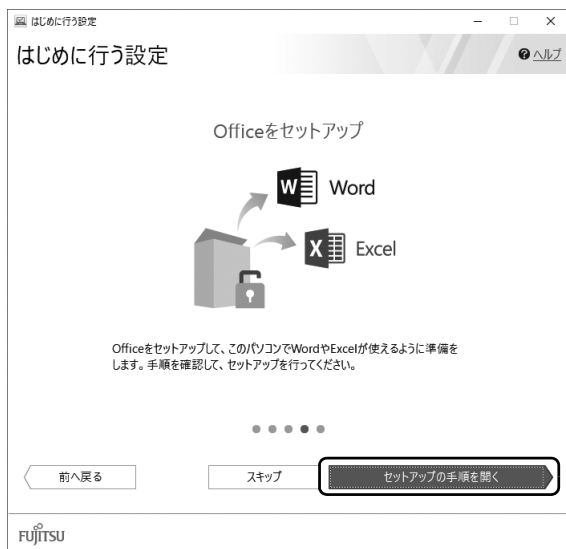 はじめに行う設定
はじめに行う設定
ヘルプ
Officeをセットアップ
W Word
X Excel
Officeをセットアップして、このパソコンでWordやExcelが使えるように準備を
します。手順を確認して、セットアップを行ってください。
前へ戻る スキップ セットアップの手順を開く
FUJITSU